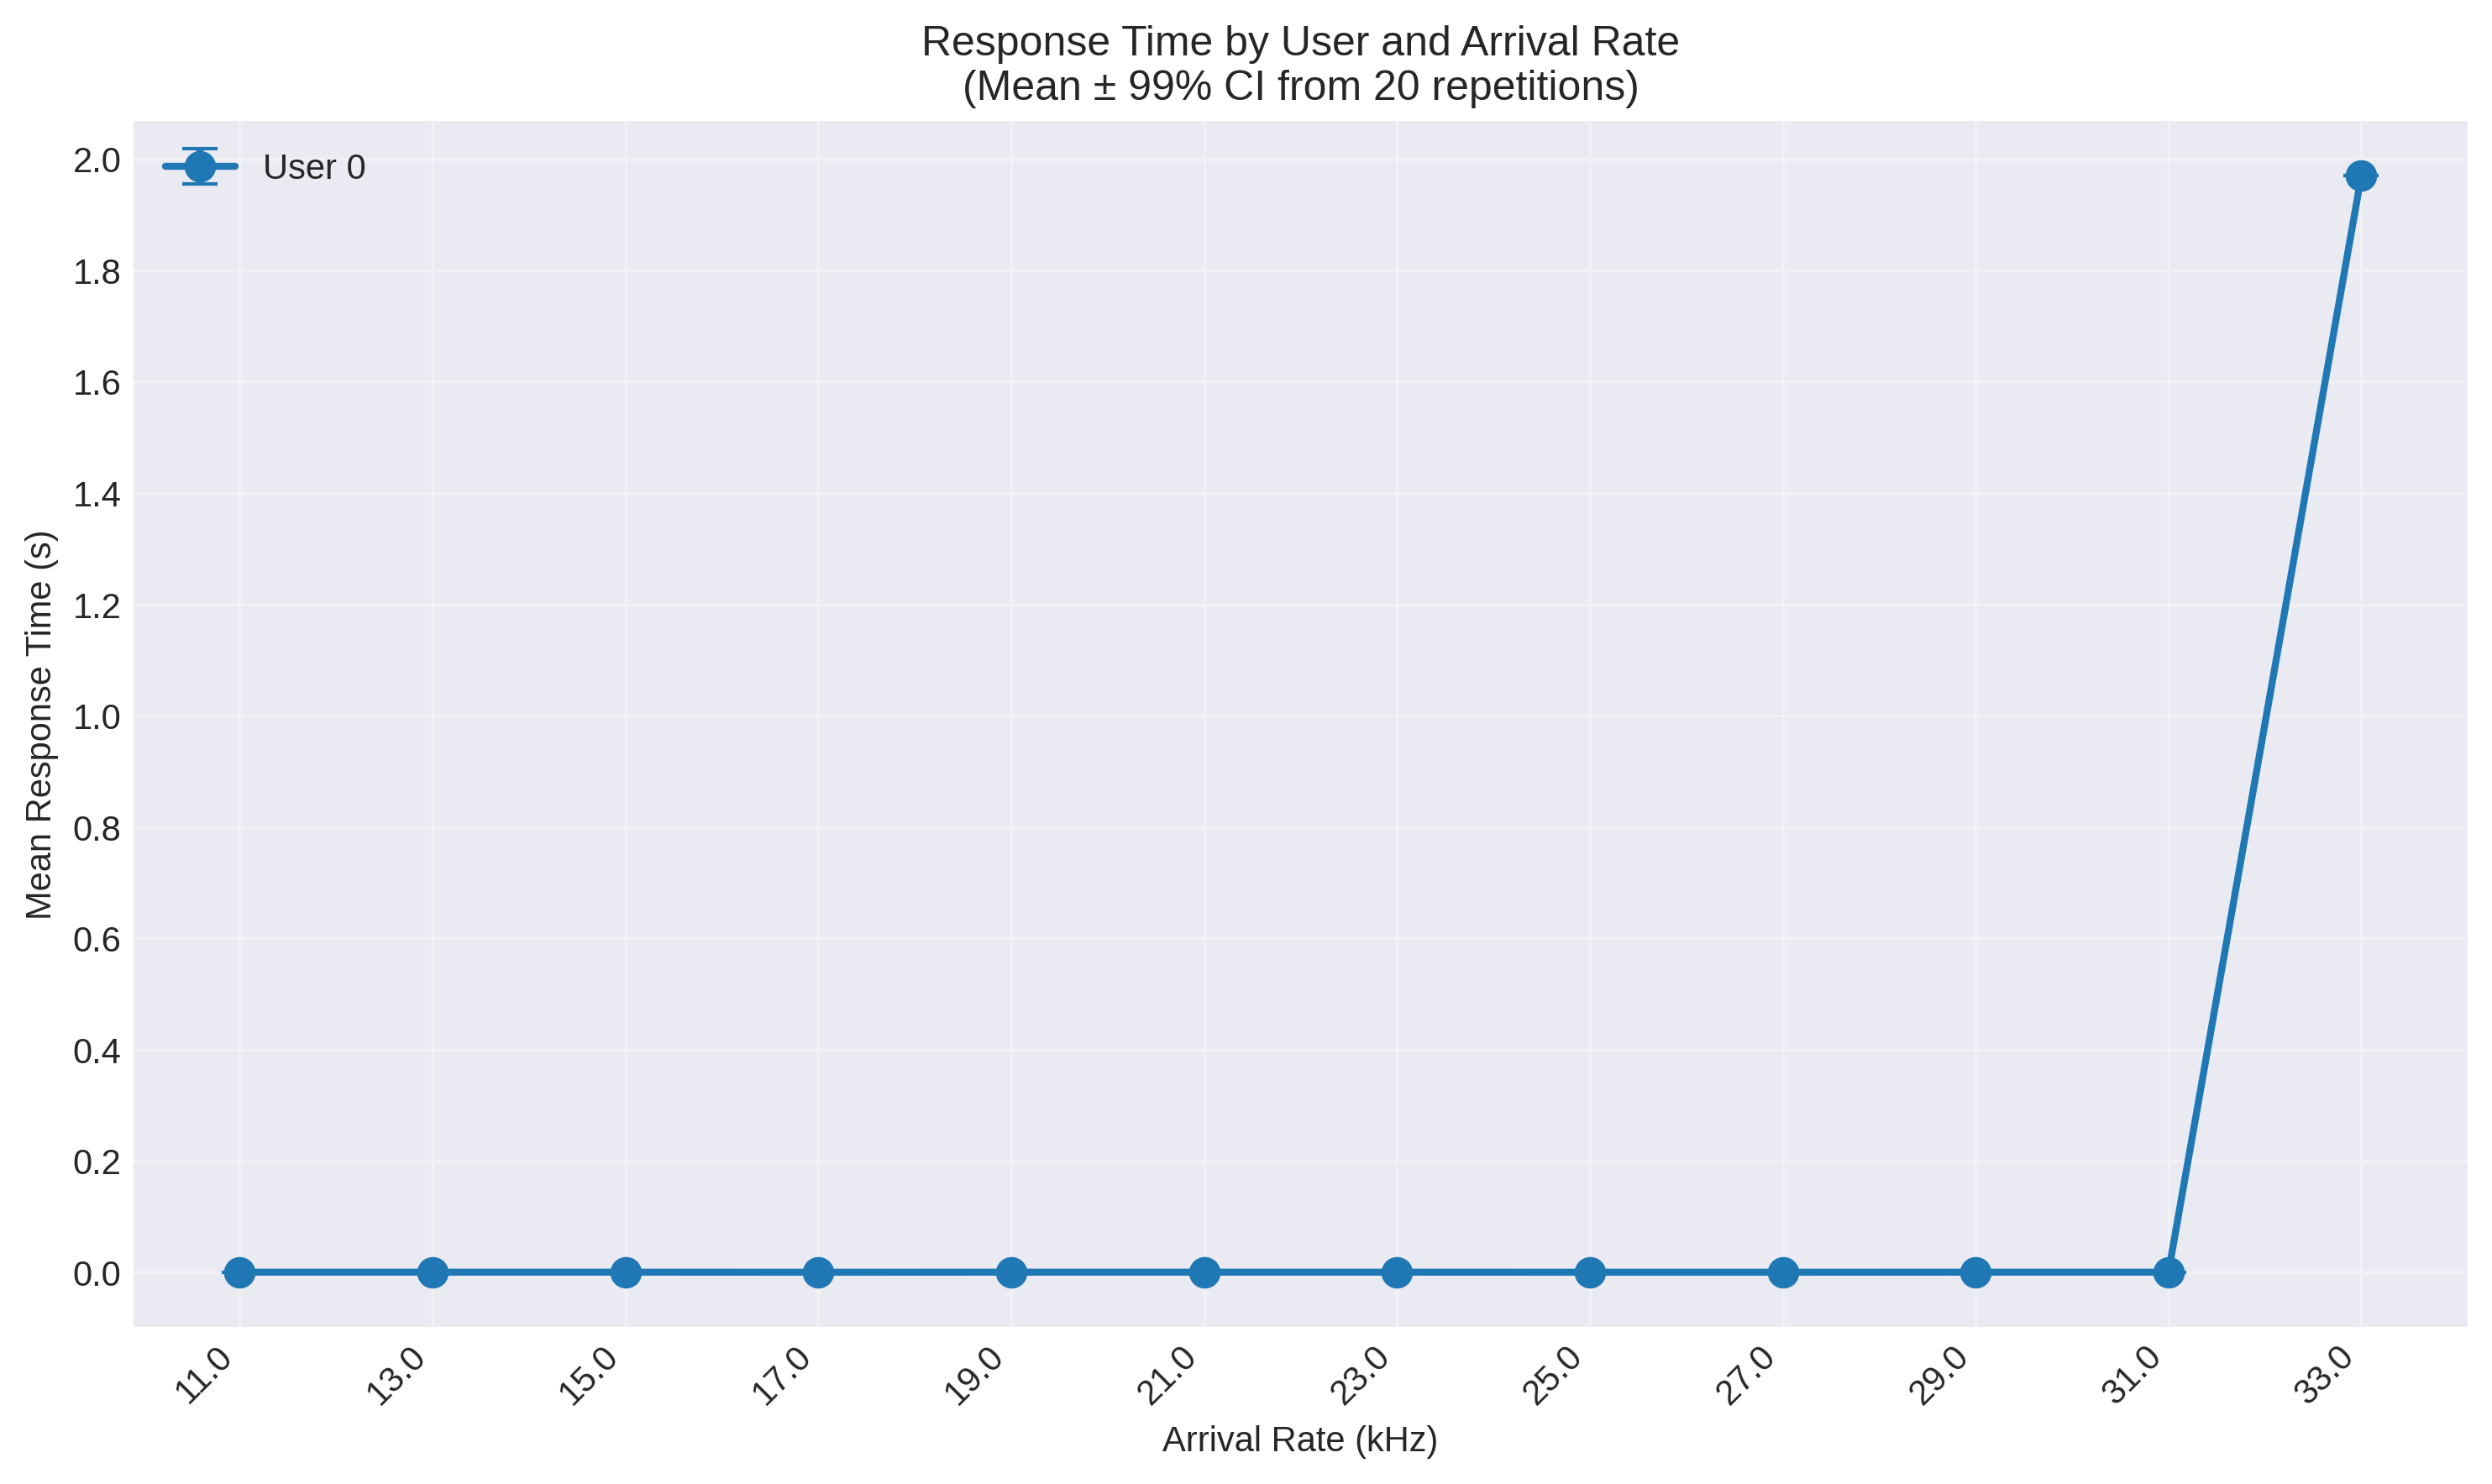 Response Time by User and Arrival Rate
(Mean ± 99% CI from 20 repetitions)
User 0
Mean Response Time (s)
2.0
1.8
1.6
1.4
1.2
1.0
0.8
0.6
0.4
0.2
0.0
11.0 13.0 15.0 17.0 19.0 21.0 23.0 25.0 27.0 29.0 31.0 33.0
Arrival Rate (kHz)